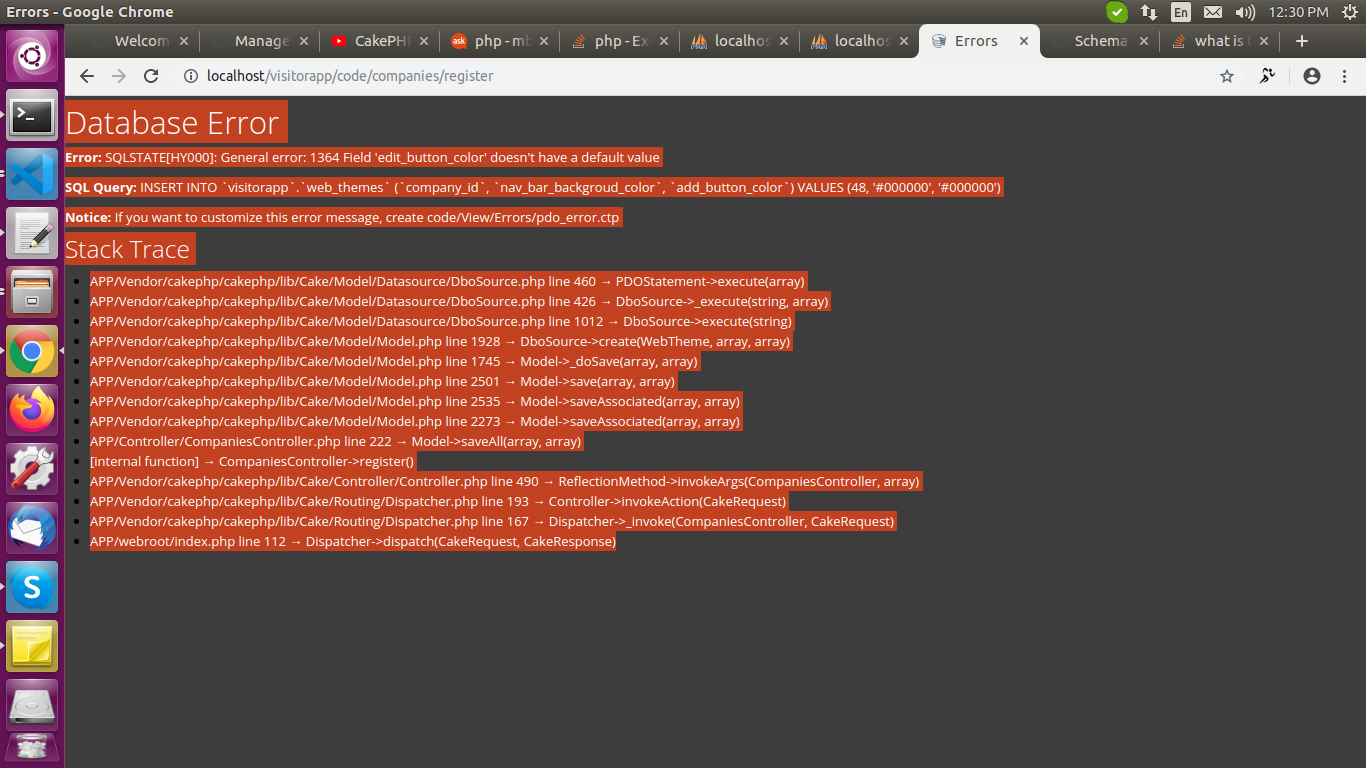 Errors - Google Chrome
En
12:30 PM
Welcom
Manage
CakePH
php - mb
php - Ex
localhos
localhos
Errors
Schema
what is
localhost/visitorapp/code/companies/register
Database Error
Error: SQLSTATE[HY000]: General error: 1364 Field 'edit_button_color' doesn't have a default value
SQL Query: INSERT INTO `visitorapp`.`web_themes` (`company_id`, `nav_bar_backgroud_color`, `add_button_color`) VALUES (48, '#000000', '#000000')
Notice: If you want to customize this error message, create code/View/Errors/pdo_error.ctp
Stack Trace
APP/Vendor/cakephp/cakephp/lib/Cake/Model/Datasource/DboSource.php line 460 → PDOStatement->execute(array)
APP/Vendor/cakephp/cakephp/lib/Cake/Model/Datasource/DboSource.php line 426 → DboSource->_execute(string, array)
APP/Vendor/cakephp/cakephp/lib/Cake/Model/Datasource/DboSource.php line 1012 → DboSource->execute(string)
APP/Vendor/cakephp/cakephp/lib/Cake/Model/Model.php line 1928 → DboSource->create(WebTheme, array, array)
APP/Vendor/cakephp/cakephp/lib/Cake/Model/Model.php line 1745 → Model->_doSave(array, array)
APP/Vendor/cakephp/cakephp/lib/Cake/Model/Model.php line 2501 → Model->save(array, array)
APP/Vendor/cakephp/cakephp/lib/Cake/Model/Model.php line 2535 → Model->saveAssociated(array, array)
APP/Vendor/cakephp/cakephp/lib/Cake/Model/Model.php line 2273 → Model->saveAssociated(array, array)
APP/Controller/CompaniesController.php line 222 → Model->saveAll(array, array)
[internal function] → CompaniesController->register()
APP/Vendor/cakephp/cakephp/lib/Cake/Controller/Controller.php line 490 → ReflectionMethod->invokeArgs(CompaniesController, array)
APP/Vendor/cakephp/cakephp/lib/Cake/Routing/Dispatcher.php line 193 → Controller->invokeAction(CakeRequest)
APP/Vendor/cakephp/cakephp/lib/Cake/Routing/Dispatcher.php line 167 → Dispatcher->_invoke(CompaniesController, CakeRequest)
APP/webroot/index.php line 112 → Dispatcher->dispatch(CakeRequest, CakeResponse)